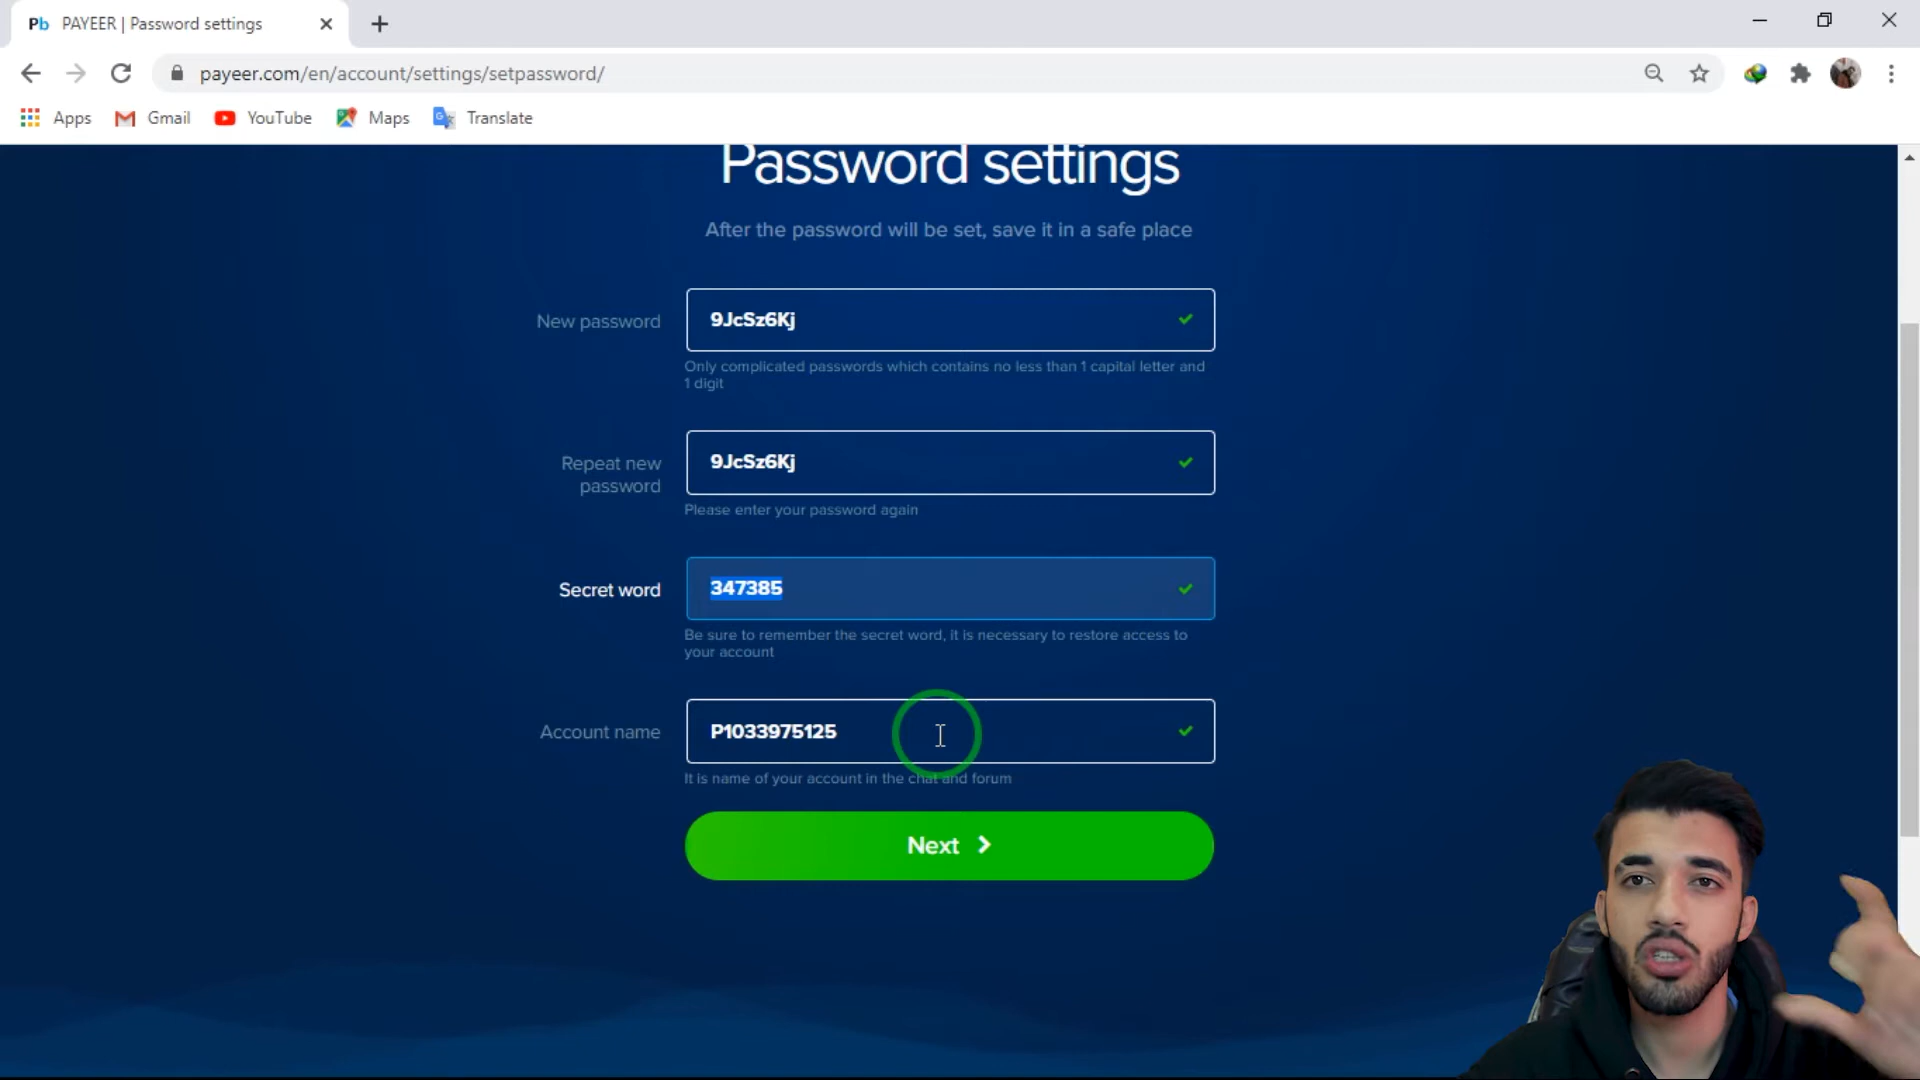 Pb PAYEER | Password settings
payeer.com/en/account/settings/setpassword/
Apps Gmail YouTube Maps Translate
Password settings
After the password will be set, save it in a safe place
New password
9JcSz6Kj
Only complicated passwords which contains no less than 1 capital letter and
1 digit
Repeat new
password
9JcSz6Kj
Please enter your password again
Secret word
347385
Be sure to remember the secret word, it is necessary to restore access to
your account
Account name
P1033975125
It is name of your account in the chat and forum
Next